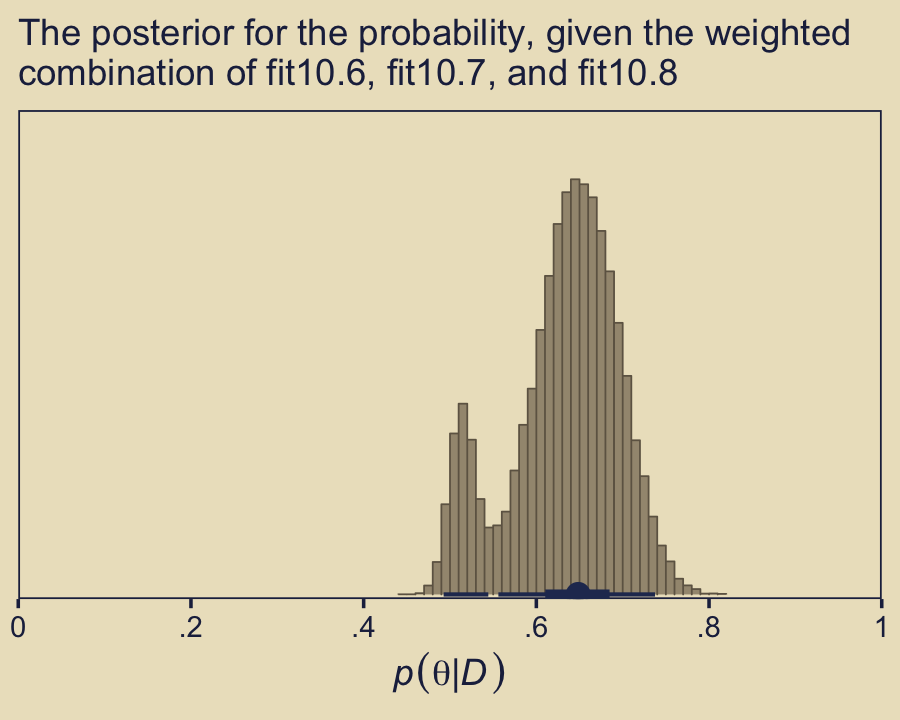 The posterior for the probability, given the weighted
combination of fit10.6, fit10.7, and fit10.8
0 .2 .4 .6 .8 1
p(θ|D)